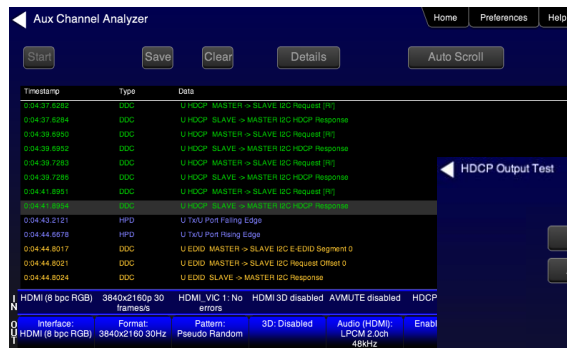 Aux Channel Analyzer
Home Preferences Help
Start Save Clear Details Auto Scroll
Timestamp Type Data
0:04:37.6282 DDC U HDCP MASTER -> SLAVE I2C Request [Ri']
0:04:37.6284 DDC U HDCP SLAVE -> MASTER I2C HDCP Response
0:04:39.6950 DDC U HDCP MASTER -> SLAVE I2C Request [Ri']
0:04:39.6952 DDC U HDCP SLAVE -> MASTER I2C HDCP Response
0:04:39.7283 DDC U HDCP MASTER -> SLAVE I2C Request [Ri']
0:04:39.7286 DDC U HDCP SLAVE -> MASTER I2C HDCP Response
0:04:41.8951 DDC U HDCP MASTER -> SLAVE I2C Request [Ri']
0:04:41.8954 DDC U HDCP SLAVE -> MASTER I2C HDCP Response
0:04:43.2121 HPD U Tx/U Port Falling Edge
0:04:44.6678 HPD U Tx/U Port Rising Edge
0:04:44.8017 DDC U EDID MASTER -> SLAVE I2C E-EDID Segment 0
0:04:44.8021 DDC U EDID MASTER -> SLAVE I2C Request Offset 0
0:04:44.8024 DDC U EDID SLAVE -> MASTER I2C Response
HDCP Output Test
IN
HDMI (8 bpc RGB) 3840x2160p 30 HDMI_VIC 1: No HDMI 3D disabled AVMUTE disabled HDCP
frames/s errors
OUT
Interface: Format: Pattern: 3D: Disabled Audio (HDMI): Enabl
HDMI (8 bpc RGB) 3840x2160 30Hz Pseudo Random LPCM 2.0ch
48kHz